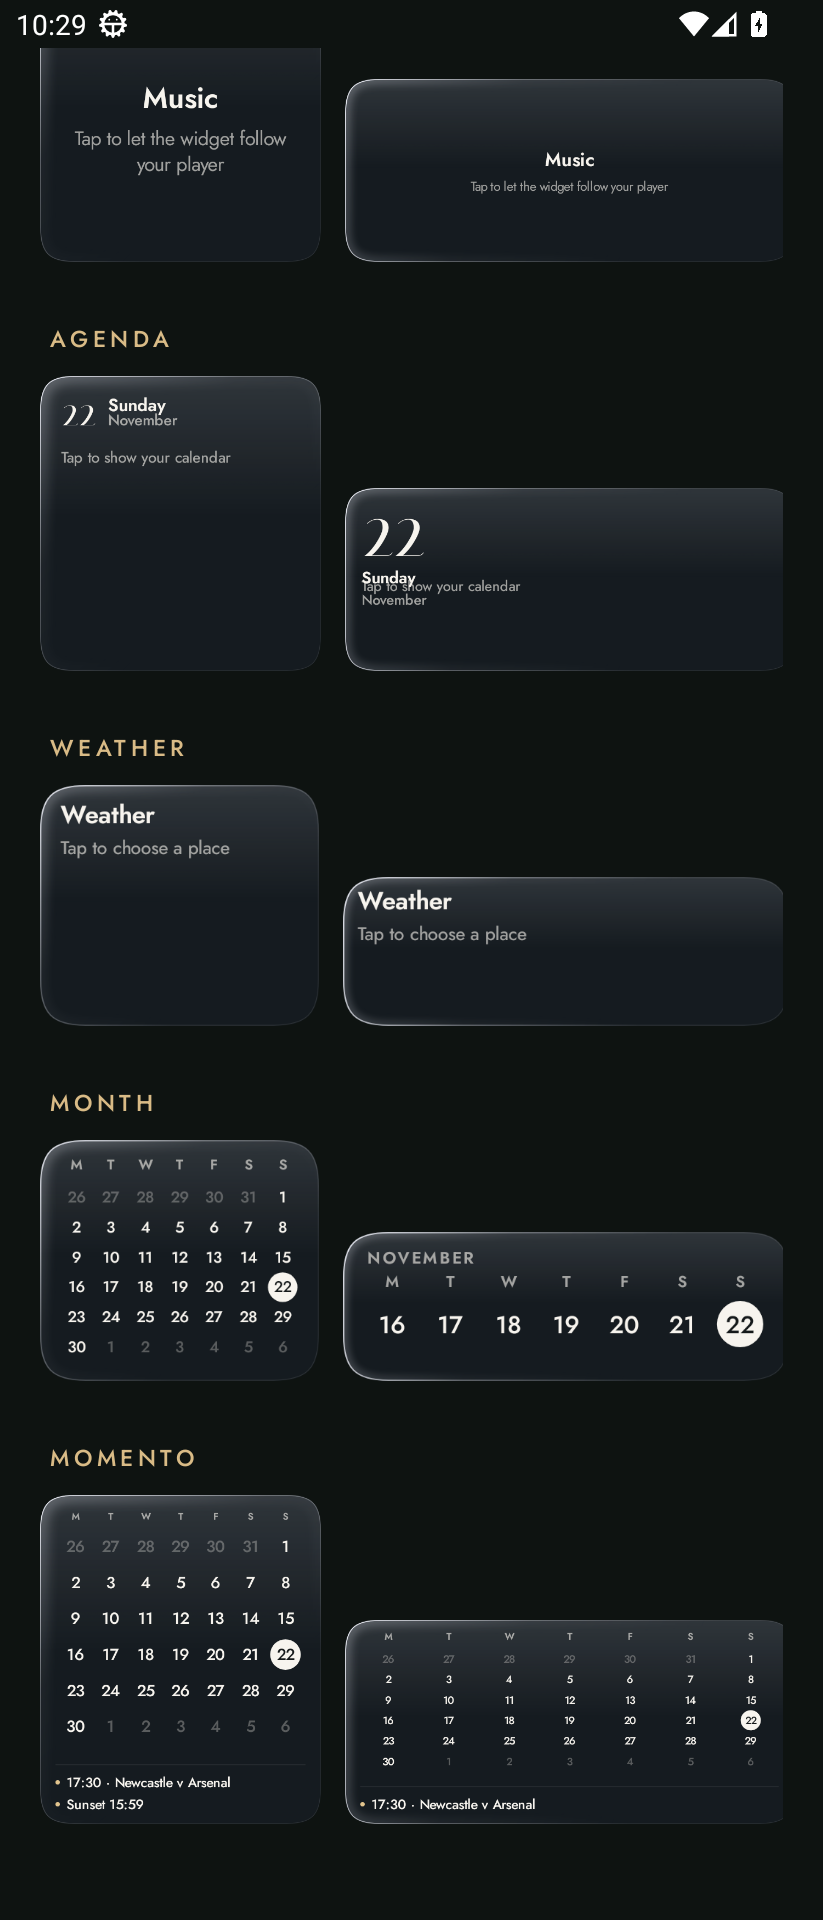 10:29
Music
Tap to let the widget follow
your player
Music
Tap to let the widget follow your player
AGENDA
22 Sunday
November
Tap to show your calendar
22
Sunday
Tap to show your calendar
November
WEATHER
Weather
Tap to choose a place
Weather
Tap to choose a place
MONTH
M T W T F S S
26 27 28 29 30 31 1
2 3 4 5 6 7 8
9 10 11 12 13 14 15
16 17 18 19 20 21 22
23 24 25 26 27 28 29
30 1 2 3 4 5 6
NOVEMBER
M T W T F S S
16 17 18 19 20 21 22
MOMENTO
M T W T F S S
26 27 28 29 30 31 1
2 3 4 5 6 7 8
9 10 11 12 13 14 15
16 17 18 19 20 21 22
23 24 25 26 27 28 29
30 1 2 3 4 5 6
• 17:30 · Newcastle v Arsenal
• Sunset 15:59
M T W T F S S
26 27 28 29 30 31 1
2 3 4 5 6 7 8
9 10 11 12 13 14 15
16 17 18 19 20 21 22
23 24 25 26 27 28 29
30 1 2 3 4 5 6
• 17:30 · Newcastle v Arsenal